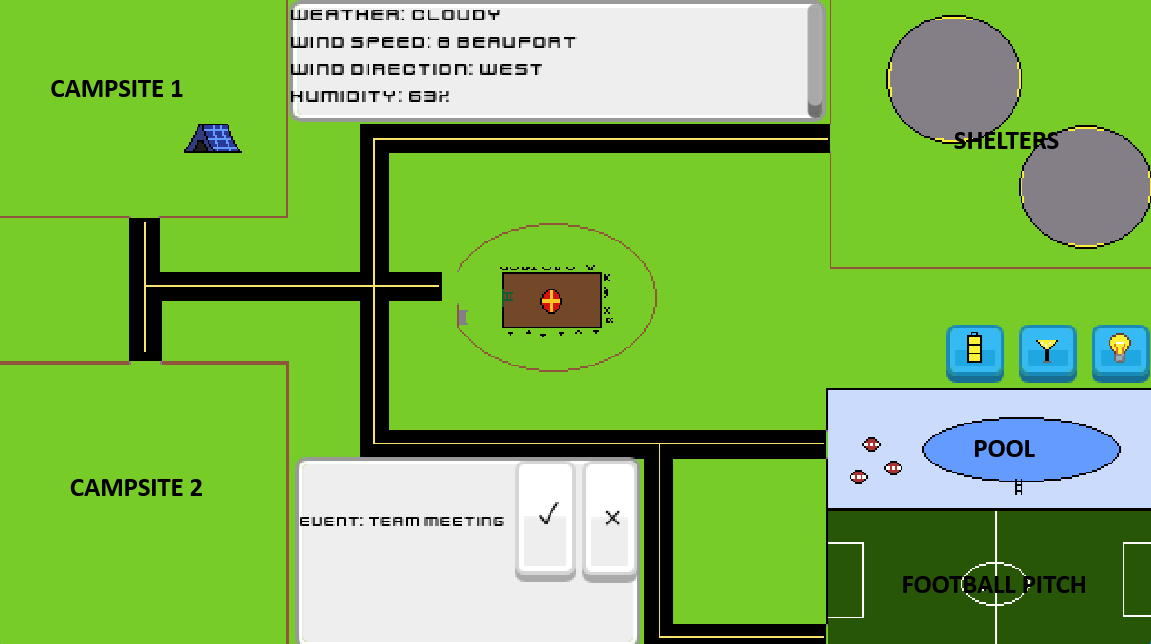 WEATHER: CLOUDY
WIND SPEED: 8 BEAUFORT
WIND DIRECTION: WEST
HUMIDITY: 63%
CAMPSITE 1
SHELTERS
POOL
CAMPSITE 2
EVENT: TEAM MEETING
FOOTBALL PITCH